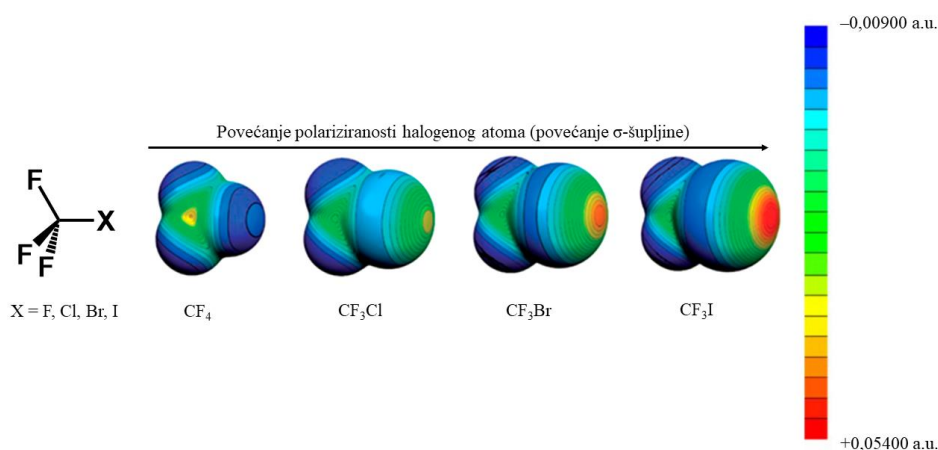 –0,00900 a.u.
Povećanje polariziranosti halogenog atoma (povećanje σ-šupljine)
F
X
F
F
X = F, Cl, Br, I
CF₄
CF₃Cl
CF₃Br
CF₃I
+0,05400 a.u.